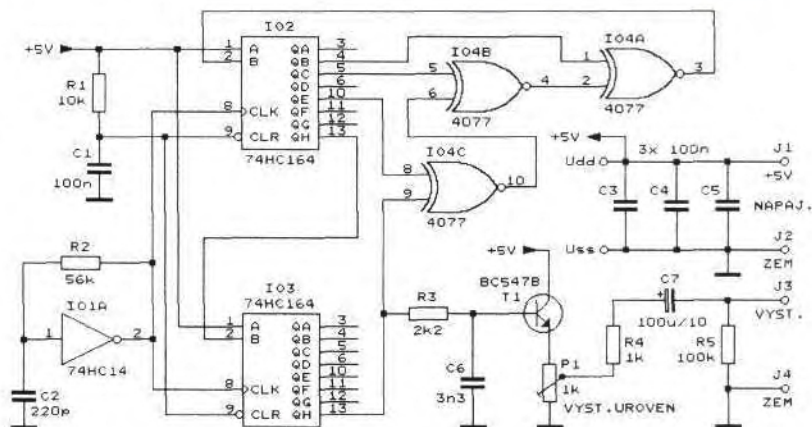 IO2
+5V
1 A QA 3
2 B QB 4
QC 5
QD 6
QE 10
8 CLK QF 11
QG 12
9 CLR QH 13
74HC164
R1
10k
C1
100n
IO4B
5
6
4
4077
IO4A
1
2
3
4077
IO4C
8
9
10
4077
+5V
Udd 3x 100n
J1
+5V
C3 C4 C5
NAPAJ.
Uss
J2
ZEM
R2
56k
IO1A
1
2
74HC14
C2
220p
IO3
74HC164
1 A QA 3
2 B QB 4
QC 5
QD 6
QE 10
8 CLK QF 11
QG 12
9 CLR QH 13
R3
2k2
C6
3n3
+5V
BC547B
T1
P1
1k
VYST.UROVEN
R4
1k
C7
+
100u/10
J3
VYST.
R5
100k
J4
ZEM